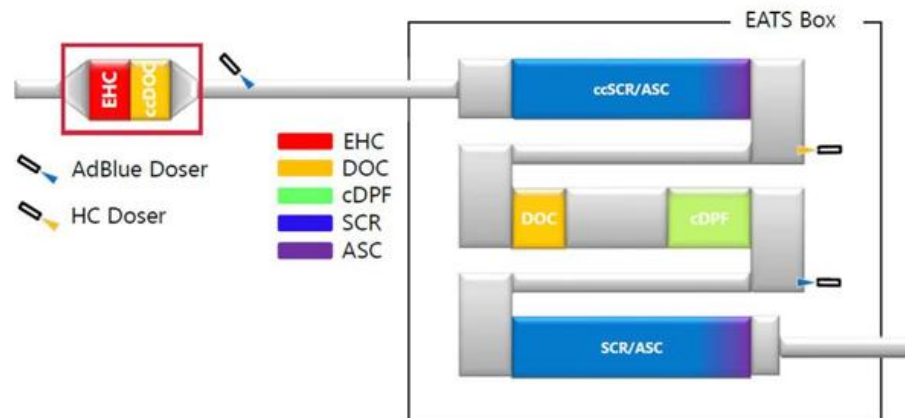 EATS Box
EHC
ccDOC
ccSCR/ASC
AdBlue Doser
HC Doser
EHC
DOC
cDPF
SCR
ASC
DOC
cDPF
SCR/ASC